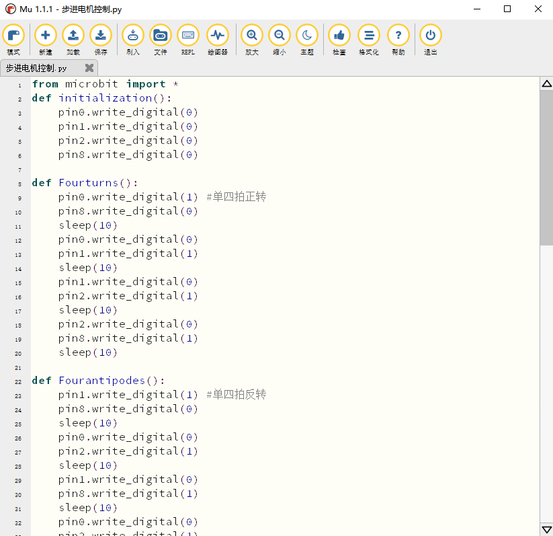 Mu 1.1.1 - 步进电机控制.py
模式 新建 加载 保存 刷入 文件 REPL 绘图器 放大 缩小 主题 检查 格式化 帮助 退出
步进电机控制.py
1 from microbit import *
2 def initialization():
3 pin0.write_digital(0)
4 pin1.write_digital(0)
5 pin2.write_digital(0)
6 pin8.write_digital(0)
7
8 def Fourturns():
9 pin0.write_digital(1) #单四拍正转
10 pin8.write_digital(0)
11 sleep(10)
12 pin0.write_digital(0)
13 pin1.write_digital(1)
14 sleep(10)
15 pin1.write_digital(0)
16 pin2.write_digital(1)
17 sleep(10)
18 pin2.write_digital(0)
19 pin8.write_digital(1)
20 sleep(10)
21
22 def Fourantipodes():
23 pin1.write_digital(1) #单四拍反转
24 pin8.write_digital(0)
25 sleep(10)
26 pin0.write_digital(0)
27 pin2.write_digital(1)
28 sleep(10)
29 pin1.write_digital(0)
30 pin8.write_digital(1)
31 sleep(10)
32 pin0.write_digital(0)